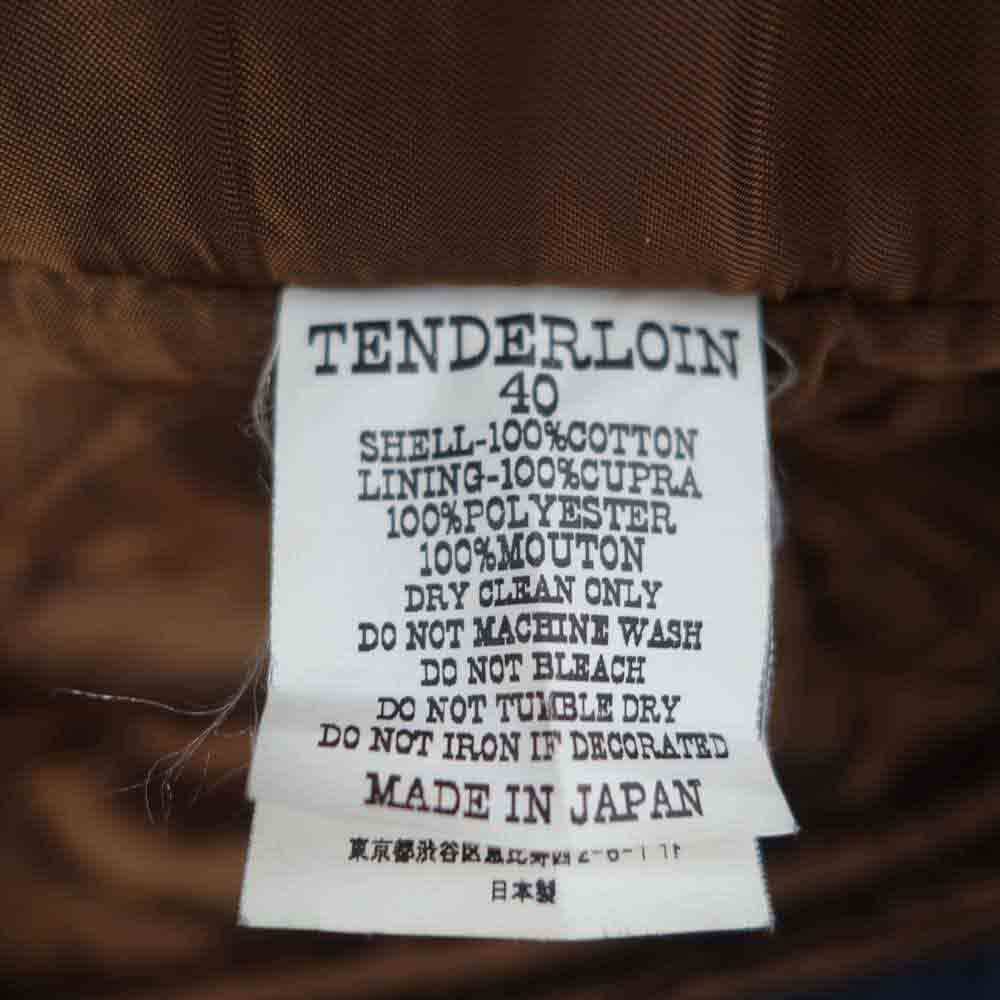 TENDERLOIN
40
SHELL-100%COTTON
LINING-100%CUPRA
100%POLYESTER
100%MOUTON
DRY CLEAN ONLY
DO NOT MACHINE WASH
DO NOT BLEACH
DO NOT TUMBLE DRY
DO NOT IRON IF DECORATED
MADE IN JAPAN
東京都渋谷区
日本製